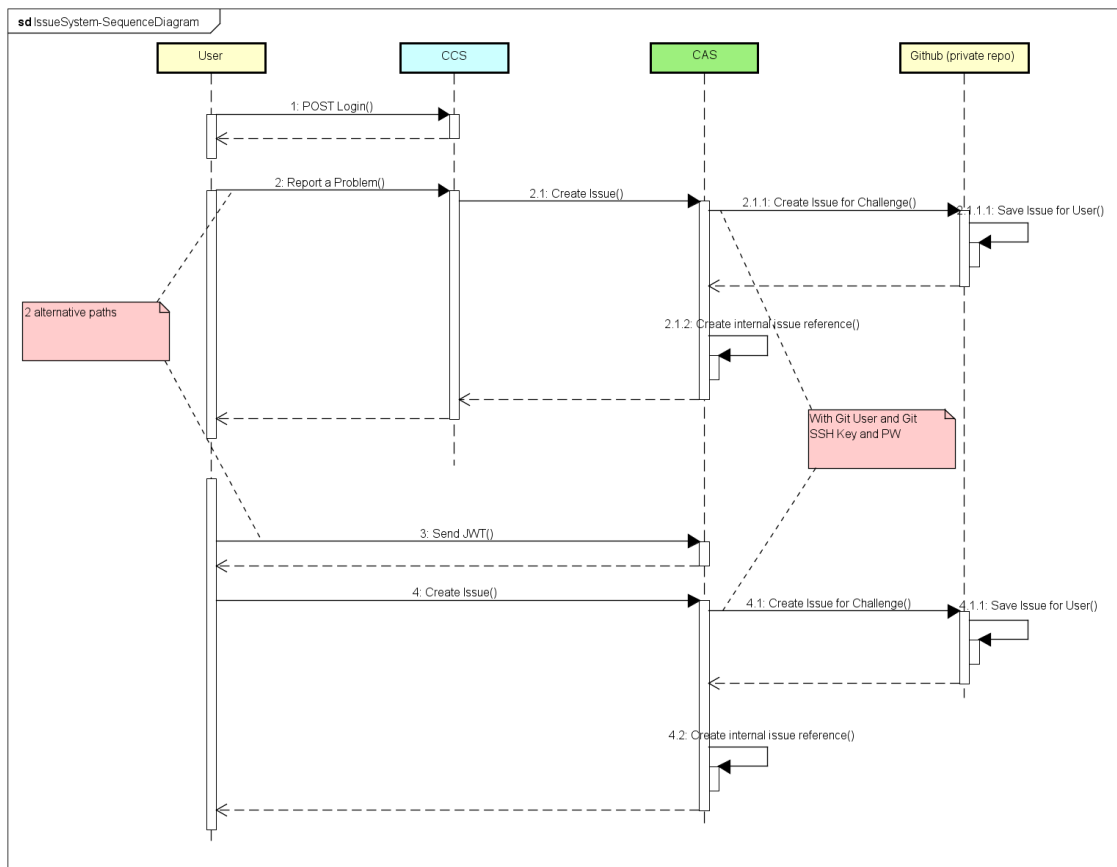 sd IssueSystem-SequenceDiagram
User
CCS
CAS
Github (private repo)
1: POST Login()
2: Report a Problem()
2.1: Create Issue()
2.1.1: Create Issue for Challenge()
2.1.1.1: Save Issue for User()
2 alternative paths
2.1.2: Create internal issue reference()
With Git User and Git
SSH Key and PW
3: Send JWT()
4: Create Issue()
4.1: Create Issue for Challenge()
4.1.1: Save Issue for User()
4.2: Create internal issue reference()